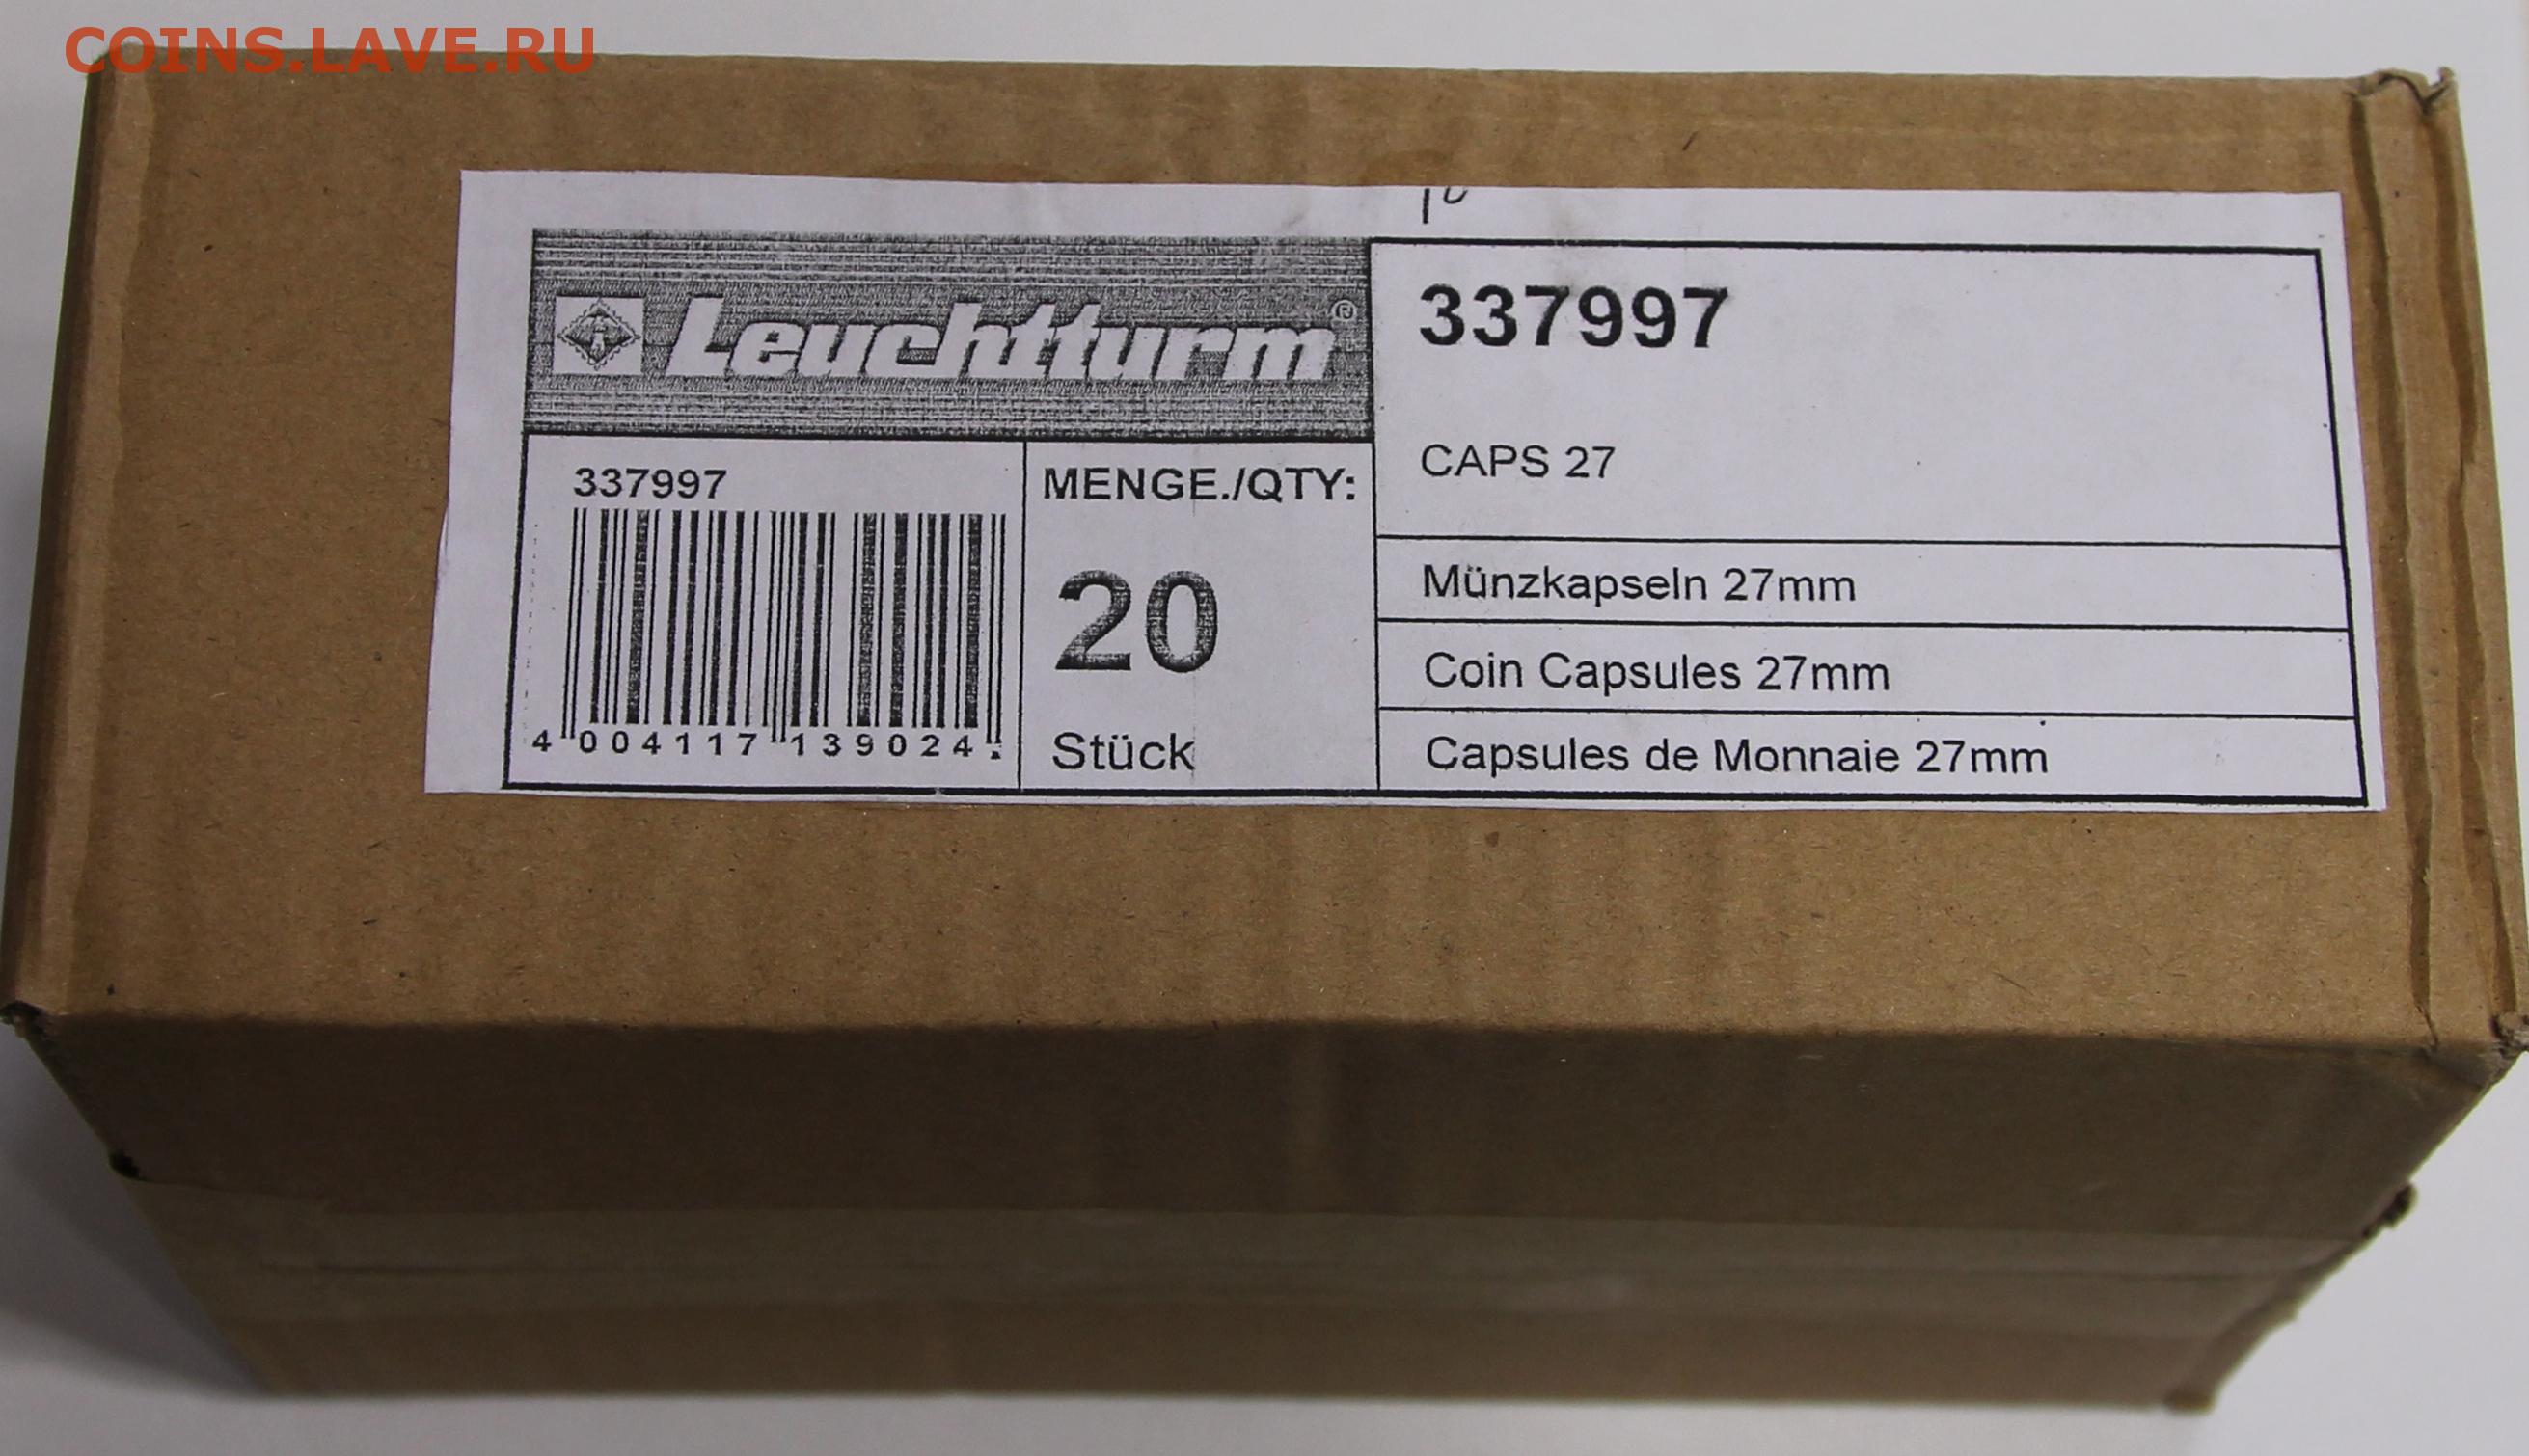 COINS.LAVE.RU
Leuchtturm®
337997
CAPS 27
337997
MENGE./QTY:
20
Stück
4 004117 139024
Münzkapseln 27mm
Coin Capsules 27mm
Capsules de Monnaie 27mm